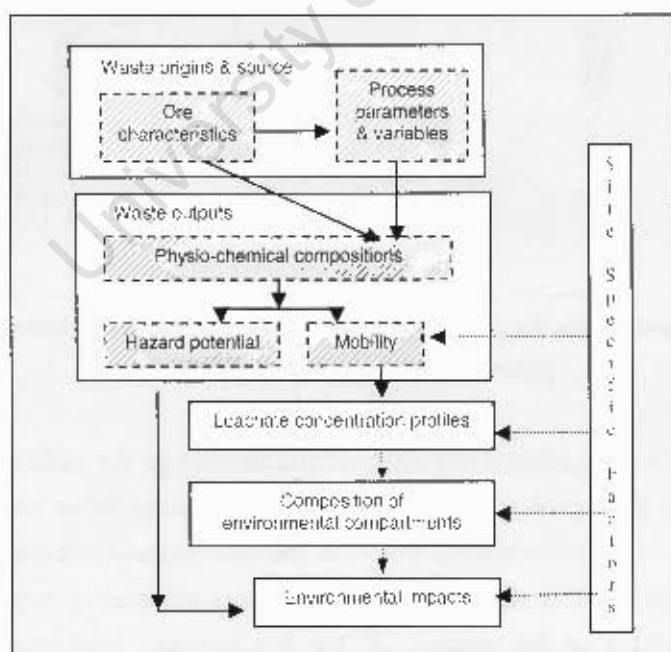 University o
Waste origins & source
Ore
characteristics
Process
parameters
& variables
Waste outputs
Physio-chemical compositions
Hazard potential
Mobility
Leachate concentration profiles
Composition of
environmental compartments
Environmental impacts
Site Specific Factors